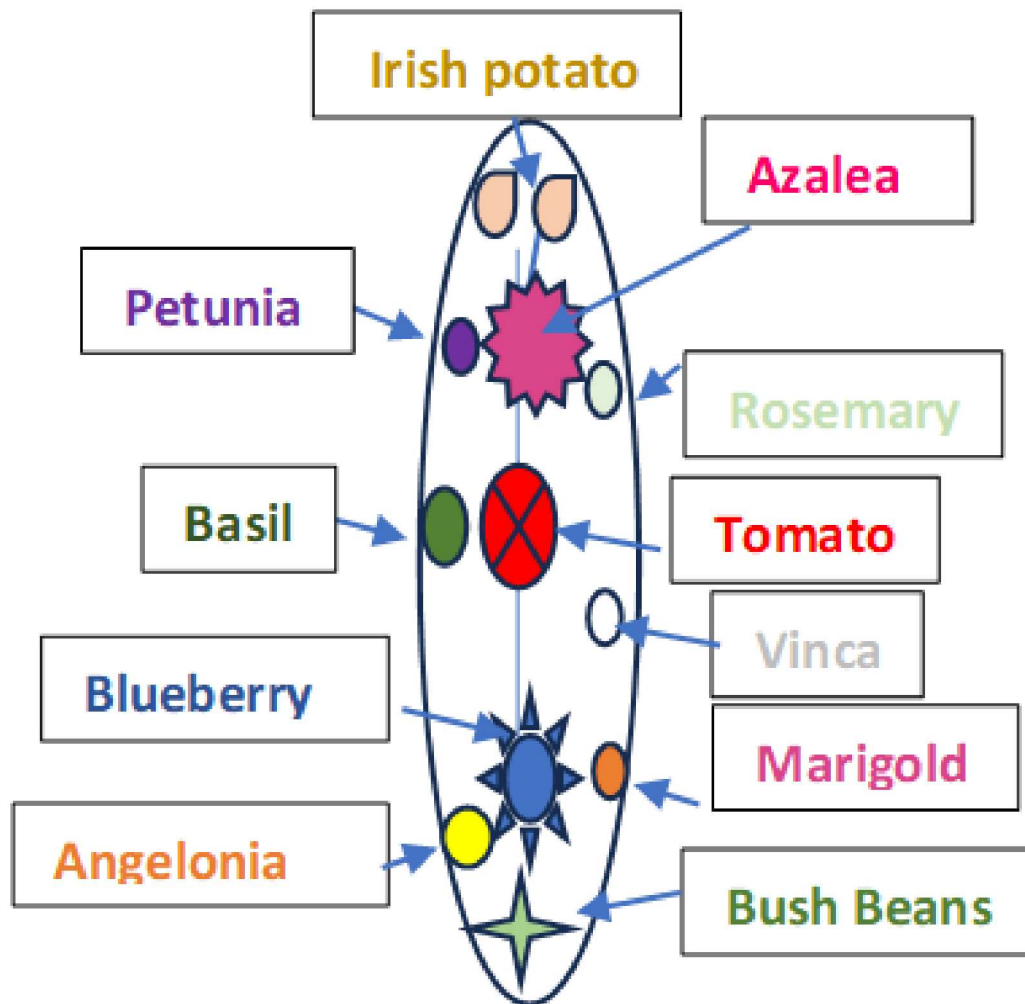 Irish potato
Azalea
Petunia
Rosemary
Basil
Tomato
Vinca
Blueberry
Marigold
Angelonia
Bush Beans